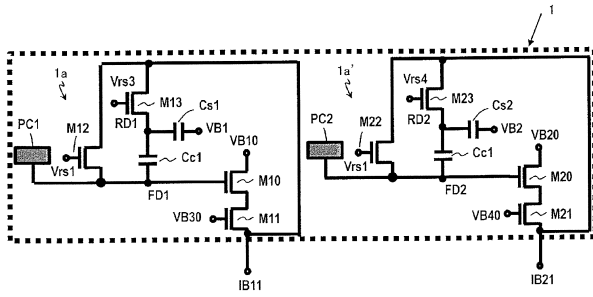 1
1a
Vrs3
M13
Cs1
RD1
VB1
PC1
M12
Vrs1
Cc1
VB10
M10
FD1
VB30
M11
IB11
1a'
Vrs4
M23
Cs2
RD2
VB2
PC2
M22
Vrs1
Cc1
VB20
M20
FD2
VB40
M21
IB21